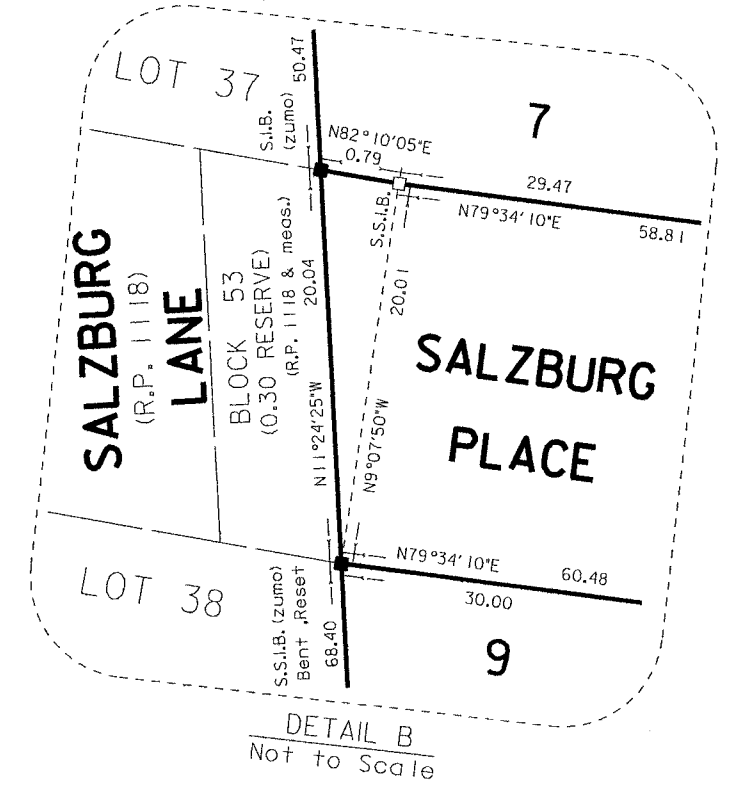 LOT 37
50.47
S.I.B.
(zumo)
7
N82°10'05"E
0.79
29.47
S.S.I.B.
N79°34'10"E
58.81
SALZBURG
(R.P. 1118)
LANE
BLOCK 53
(0.30 RESERVE)
(R.P. 1118 & meas.)
20.04
N11°24'25"W
20.01
N9°07'50"W
SALZBURG
PLACE
N79°34'10"E
60.48
30.00
LOT 38
S.S.I.B. (zumo)
Bent ,Reset
68.40
9
DETAIL B
Not to Scale